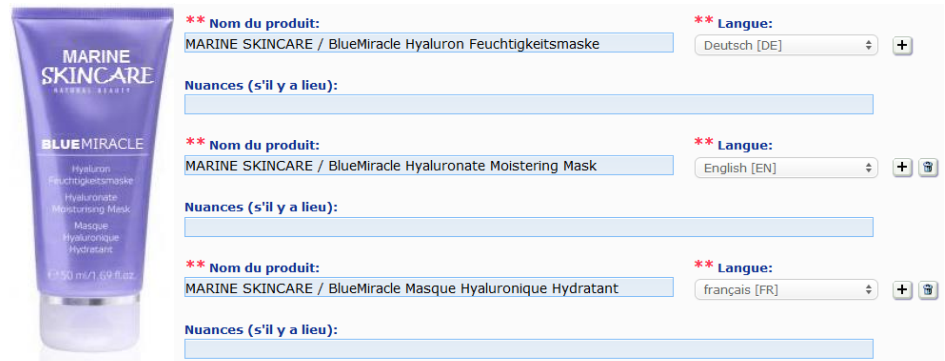 MARINE
SKINCARE
NATURAL BEAUTY
BLUEMIRACLE
Hyaluron
Feuchtigkeitsmaske
Hyaluronate
Moisturising Mask
Masque
Hyaluronique
Hydratant
50 ml/1.69 fl.oz.
** Nom du produit:
** Langue:
MARINE SKINCARE / BlueMiracle Hyaluron Feuchtigkeitsmaske
Deutsch [DE]
Nuances (s'il y a lieu):
** Nom du produit:
** Langue:
MARINE SKINCARE / BlueMiracle Hyaluronate Moistering Mask
English [EN]
Nuances (s'il y a lieu):
** Nom du produit:
** Langue:
MARINE SKINCARE / BlueMiracle Masque Hyaluronique Hydratant
français [FR]
Nuances (s'il y a lieu):